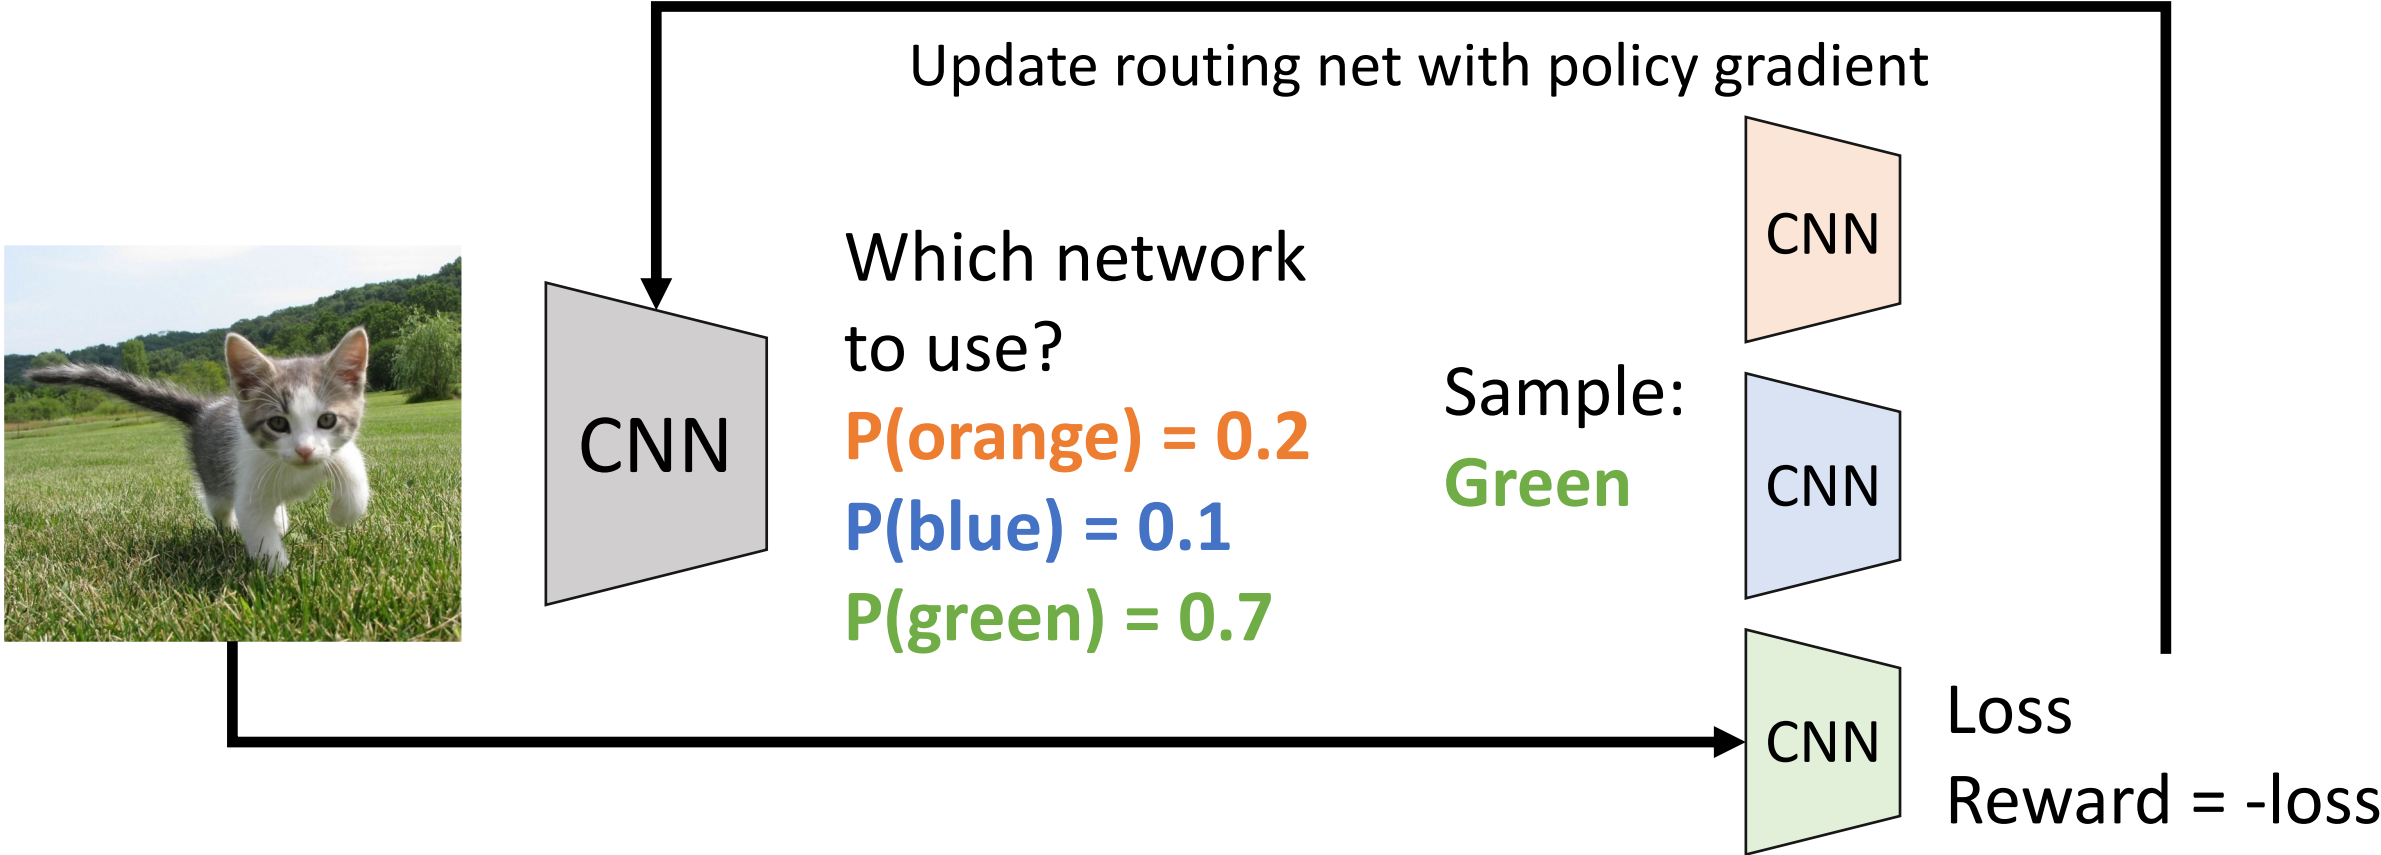 Update routing net with policy gradient
CNN
Which network
to use?
P(orange) = 0.2
P(blue) = 0.1
P(green) = 0.7
Sample:
Green
CNN
CNN
CNN
Loss
Reward = -loss